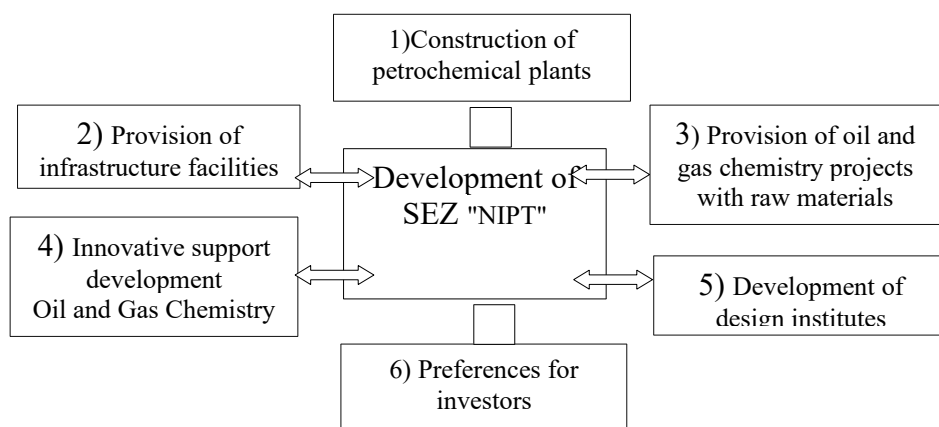 1)Construction of
petrochemical plants
2) Provision of
infrastructure facilities
3) Provision of oil and
gas chemistry projects
with raw materials
Development of
SEZ "NIPT"
4) Innovative support
development
Oil and Gas Chemistry
5) Development of
design institutes
6) Preferences for
investors